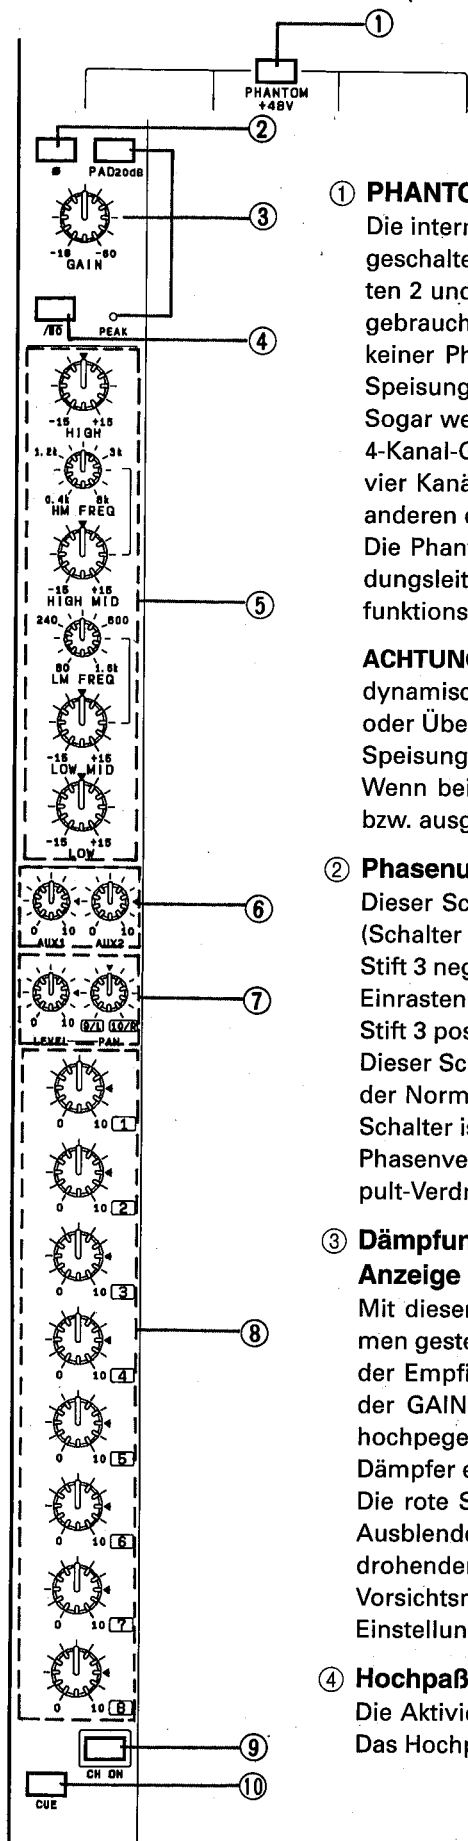 ①
PHANTOM
+48V
②
ø PAD20dB
③
-16 -60
GAIN
/80 PEAK
④
-15 +15
HIGH
1.2k 3k
0.4k 8k
HM FREQ
-15 +15
HIGH MID
⑤
240 600
80 1.6k
LM FREQ
-15 +15
LOW MID
-15 +15
LOW
0 10 0 10
AUX1 AUX2
⑥
0 10 9/L 10/R
LEVEL PAN
⑦
0 10 1
0 10 2
0 10 3
0 10 4
⑧
0 10 5
0 10 6
0 10 7
0 10 8
CH ON
⑨
CUE
⑩
① PHANTO
Die intern
geschalte
ten 2 und
gebrauch
keiner Ph
Speisung
Sogar we
4-Kanal-G
vier Kanä
anderen e
Die Phant
dungsleit
funktions
ACHTUNG
dynamisc
oder Übe
Speisung
Wenn bei
bzw. ausg
② Phasenu
Dieser Sc
(Schalter
Stift 3 neg
Einrasten
Stift 3 pos
Dieser Sc
der Norm
Schalter is
Phasenve
pult-Verdr
③ Dämpfun
Anzeige
Mit dieser
men geste
der Empfi
der GAIN
hochpege
Dämpfer e
Die rote S
Ausblende
drohender
Vorsichtsr
Einstellun
④ Hochpaß
Die Aktivie
Das Hochp